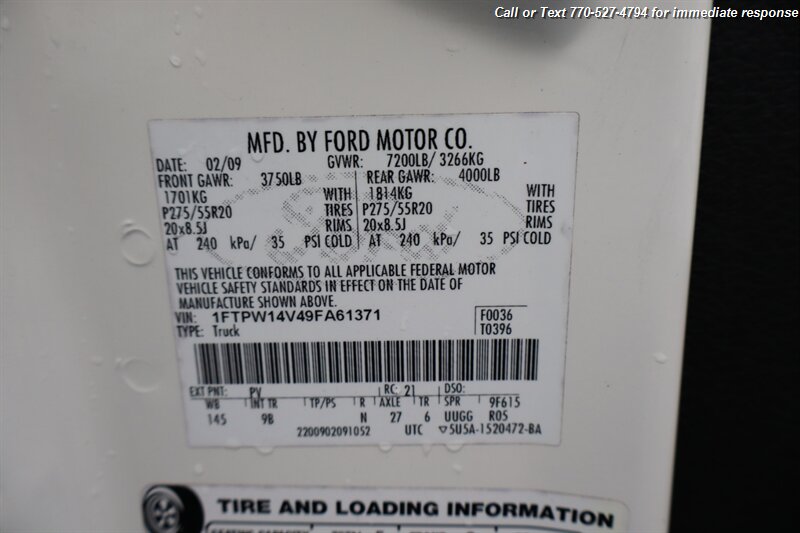 Call or Text 770-527-4794 for immediate response
MFD. BY FORD MOTOR CO.
DATE: 02/09 GVWR: 7200LB/ 3266KG
FRONT GAWR: 3750LB REAR GAWR: 4000LB
1701KG WITH 1814KG WITH
P275/55R20 TIRES P275/55R20 TIRES
20x8.5J RIMS 20x8.5J RIMS
AT 240 kPa/ 35 PSI COLD AT 240 kPa/ 35 PSI COLD
THIS VEHICLE CONFORMS TO ALL APPLICABLE FEDERAL MOTOR
VEHICLE SAFETY STANDARDS IN EFFECT ON THE DATE OF
MANUFACTURE SHOWN ABOVE.
VIN: 1FTPW14V49FA61371 F0036
TYPE: Truck T0396
EXT PNT: PV RC: 21 DSO:
WB INT TR TP/PS R AXLE TR SPR 9F615
145 9B N 27 6 UUGG R05
2200902091052 UTC ▽5U5A-1520472-BA
TIRE AND LOADING INFORMATION